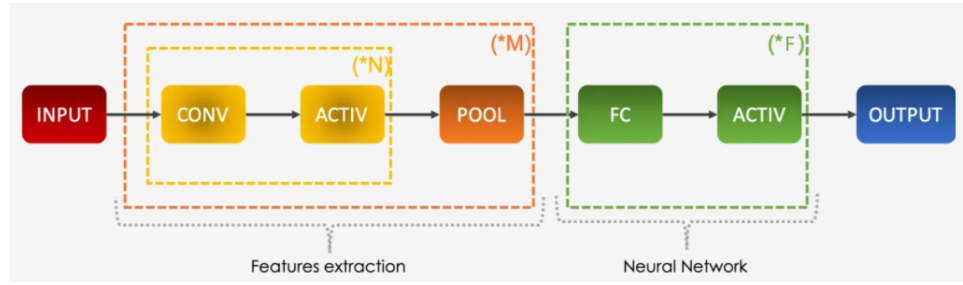 (*M)
(*F)
(*N)
INPUT
CONV
ACTIV
POOL
FC
ACTIV
OUTPUT
Features extraction
Neural Network